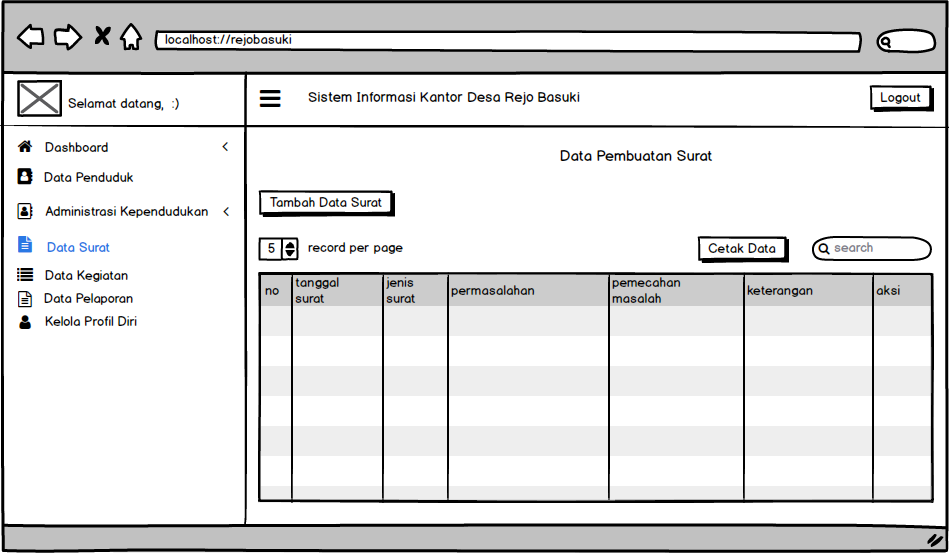 localhost://rejobasuki
Selamat datang, :)
Sistem Informasi Kantor Desa Rejo Basuki
Logout
Dashboard
Data Penduduk
Administrasi Kependudukan
Data Surat
Data Kegiatan
Data Pelaporan
Kelola Profil Diri
Data Pembuatan Surat
Tambah Data Surat
5 record per page
Cetak Data
search
no
tanggal
surat
jenis
surat
permasalahan
pemecahan
masalah
keterangan
aksi